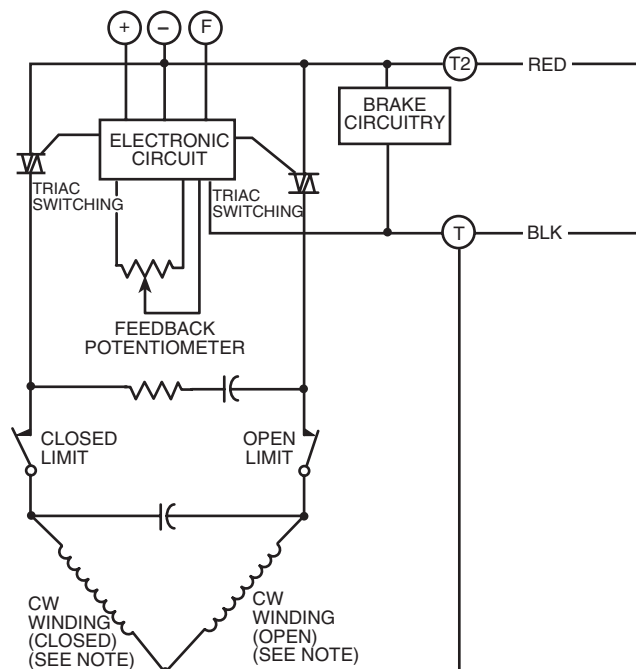 + − F
T2 RED
BRAKE
CIRCUITRY
ELECTRONIC
CIRCUIT
TRIAC
SWITCHING
TRIAC
SWITCHING
T BLK
FEEDBACK
POTENTIOMETER
CLOSED
LIMIT
OPEN
LIMIT
CW
WINDING
(CLOSED)
(SEE NOTE)
CW
WINDING
(OPEN)
(SEE NOTE)